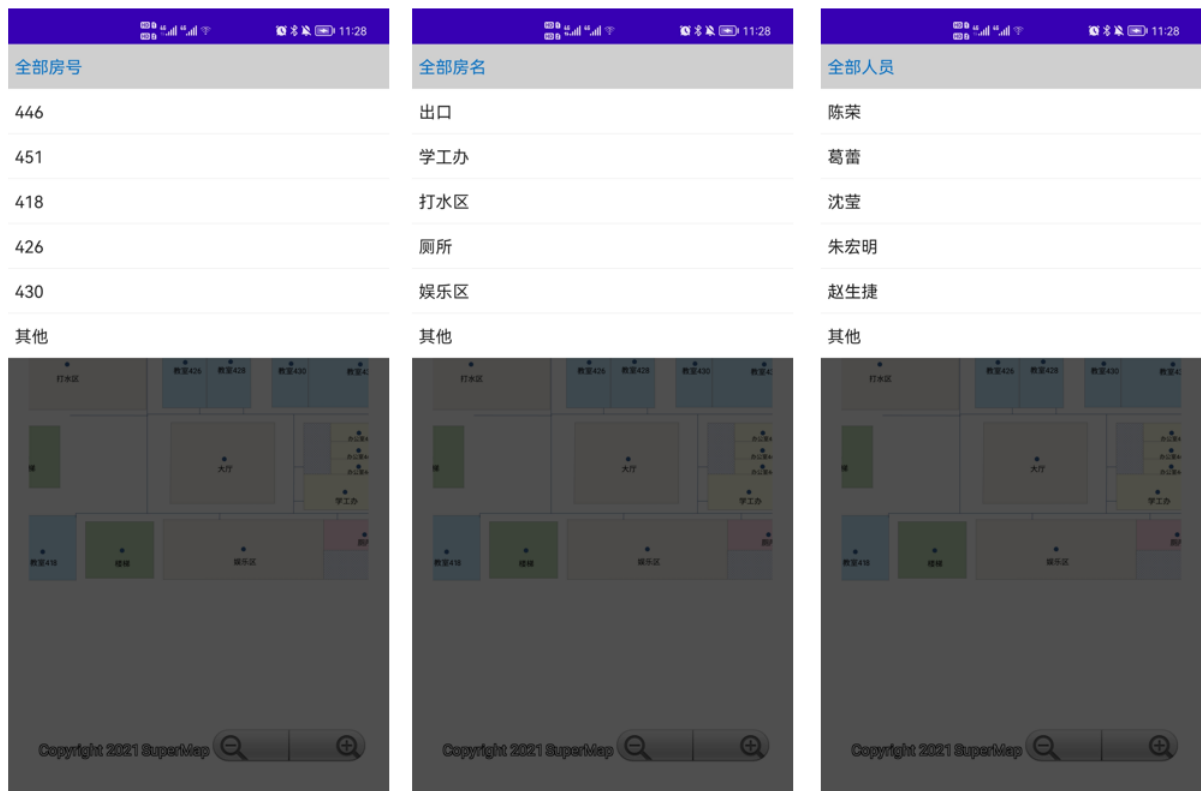 11:28
全部房号
446
451
418
426
430
其他
打水区
教室426
教室428
教室430
大厅
学工办
教室418
楼梯
娱乐区
Copyright 2021 SuperMap
11:28
全部房名
出口
学工办
打水区
厕所
娱乐区
其他
打水区
教室426
教室428
教室430
大厅
学工办
教室418
楼梯
娱乐区
Copyright 2021 SuperMap
11:28
全部人员
陈荣
葛蕾
沈莹
朱宏明
赵生捷
其他
打水区
教室426
教室428
教室430
大厅
学工办
教室418
楼梯
娱乐区
Copyright 2021 SuperMap